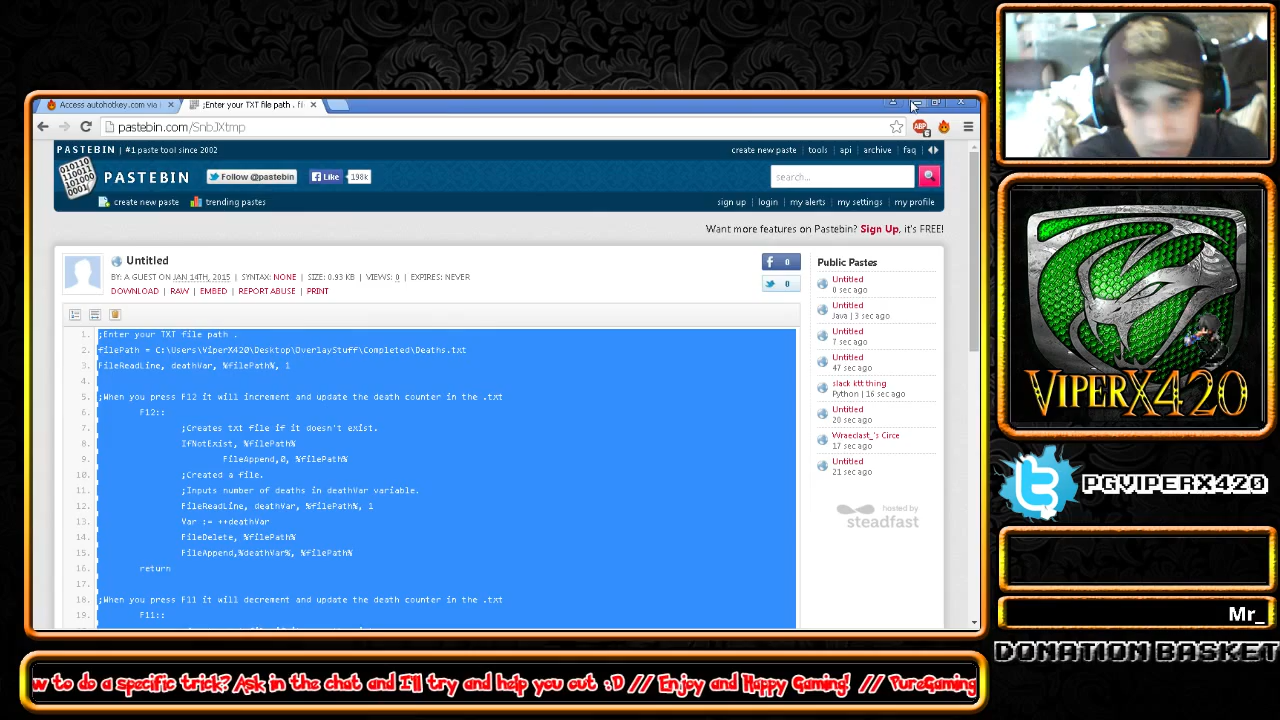 Access autohotkey.com via
;Enter your TXT file path . fi
pastebin.com/SnbJXtmp
PASTEBIN | #1 paste tool since 2002
create new paste | tools | api | archive | faq
PASTEBIN
Follow @pastebin
Like 198k
search...
create new paste trending pastes
sign up | login | my alerts | my settings | my profile
Want more features on Pastebin? Sign Up, it's FREE!
Untitled
BY: A GUEST ON JAN 14TH, 2015 | SYNTAX: NONE | SIZE: 0.93 KB | VIEWS: 0 | EXPIRES: NEVER
DOWNLOAD | RAW | EMBED | REPORT ABUSE | PRINT
0
0
1. ;Enter your TXT file path .
2. filePath = C:\Users\ViperX420\Desktop\OverlayStuff\Completed\Deaths.txt
3. FileReadLine, deathVar, %filePath%, 1
4.
5. ;When you press F12 it will increment and update the death counter in the .txt
6. F12::
7. ;Creates txt file if it doesn't exist.
8. IfNotExist, %filePath%
9. FileAppend,0, %filePath%
10. ;Created a file.
11. ;Inputs number of deaths in deathVar variable.
12. FileReadLine, deathVar, %filePath%, 1
13. Var := ++deathVar
14. FileDelete, %filePath%
15. FileAppend,%deathVar%, %filePath%
16. return
17.
18. ;When you press F11 it will decrement and update the death counter in the .txt
19. F11::
Public Pastes
Untitled
0 sec ago
Untitled
Java | 3 sec ago
Untitled
7 sec ago
Untitled
47 sec ago
slack ktt thing
Python | 16 sec ago
Untitled
20 sec ago
Wraeclast_'s Circe
17 sec ago
Untitled
21 sec ago
hosted by
steadfast
VIPERX420
PGVIPERX420
Mr_
DONATION BASKET
w to do a specific trick? Ask in the chat and I'll try and help you out :D // Enjoy and Happy Gaming! // PureGaming